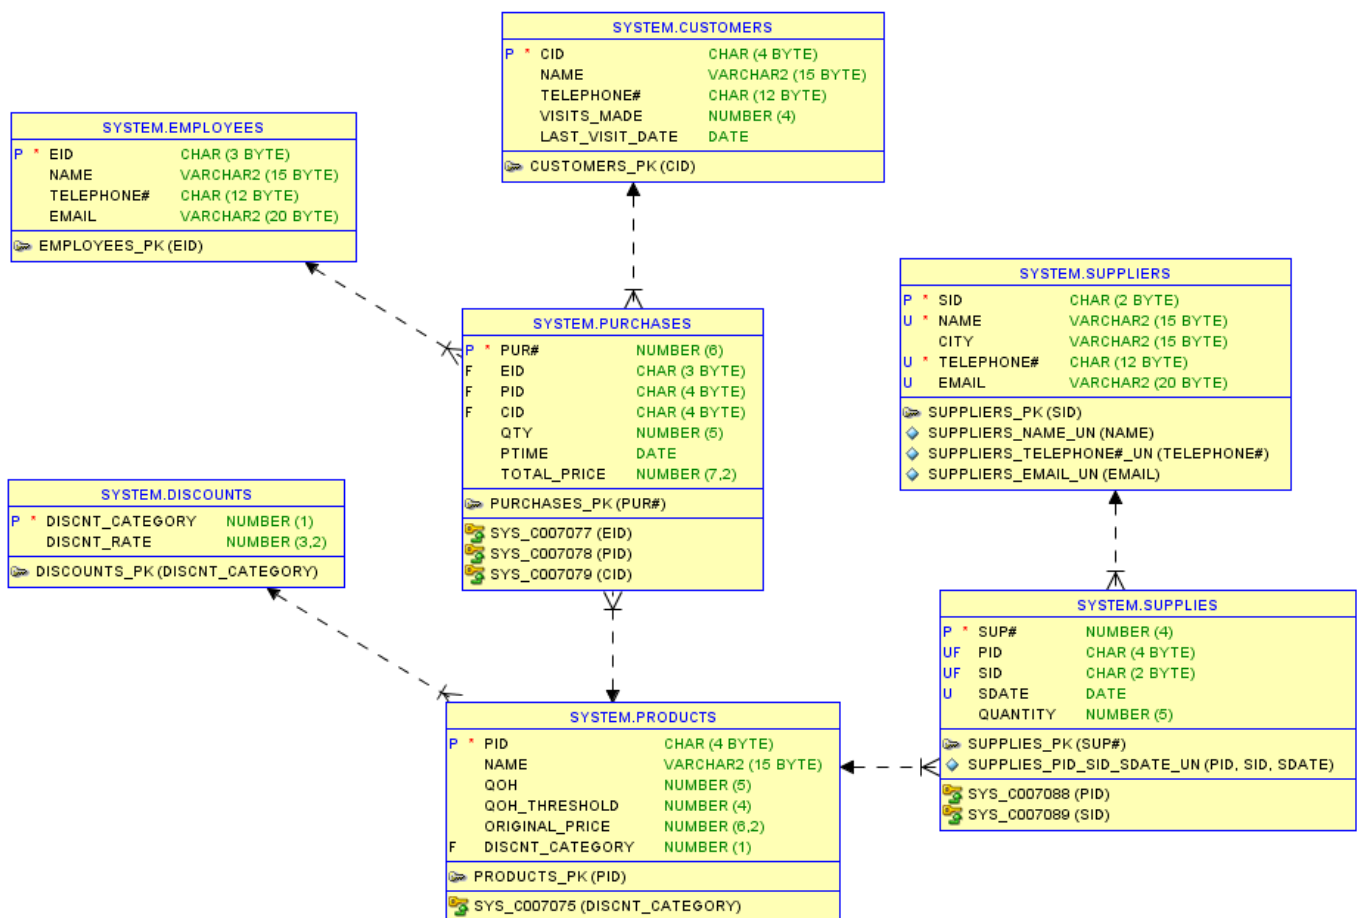 SYSTEM.CUSTOMERS
P * CID CHAR (4 BYTE)
NAME VARCHAR2 (15 BYTE)
TELEPHONE# CHAR (12 BYTE)
VISITS_MADE NUMBER (4)
LAST_VISIT_DATE DATE
CUSTOMERS_PK (CID)
SYSTEM.EMPLOYEES
P * EID CHAR (3 BYTE)
NAME VARCHAR2 (15 BYTE)
TELEPHONE# CHAR (12 BYTE)
EMAIL VARCHAR2 (20 BYTE)
EMPLOYEES_PK (EID)
SYSTEM.SUPPLIERS
P * SID CHAR (2 BYTE)
U * NAME VARCHAR2 (15 BYTE)
CITY VARCHAR2 (15 BYTE)
U * TELEPHONE# CHAR (12 BYTE)
U EMAIL VARCHAR2 (20 BYTE)
SUPPLIERS_PK (SID)
SUPPLIERS_NAME_UN (NAME)
SUPPLIERS_TELEPHONE#_UN (TELEPHONE#)
SUPPLIERS_EMAIL_UN (EMAIL)
SYSTEM.PURCHASES
P * PUR# NUMBER (6)
F EID CHAR (3 BYTE)
F PID CHAR (4 BYTE)
F CID CHAR (4 BYTE)
QTY NUMBER (5)
PTIME DATE
TOTAL_PRICE NUMBER (7,2)
PURCHASES_PK (PUR#)
SYS_C007077 (EID)
SYS_C007078 (PID)
SYS_C007079 (CID)
SYSTEM.DISCOUNTS
P * DISCNT_CATEGORY NUMBER (1)
DISCNT_RATE NUMBER (3,2)
DISCOUNTS_PK (DISCNT_CATEGORY)
SYSTEM.SUPPLIES
P * SUP# NUMBER (4)
UF PID CHAR (4 BYTE)
UF SID CHAR (2 BYTE)
U SDATE DATE
QUANTITY NUMBER (5)
SUPPLIES_PK (SUP#)
SUPPLIES_PID_SID_SDATE_UN (PID, SID, SDATE)
SYS_C007088 (PID)
SYS_C007089 (SID)
SYSTEM.PRODUCTS
P * PID CHAR (4 BYTE)
NAME VARCHAR2 (15 BYTE)
QOH NUMBER (5)
QOH_THRESHOLD NUMBER (4)
ORIGINAL_PRICE NUMBER (6,2)
F DISCNT_CATEGORY NUMBER (1)
PRODUCTS_PK (PID)
SYS_C007075 (DISCNT_CATEGORY)